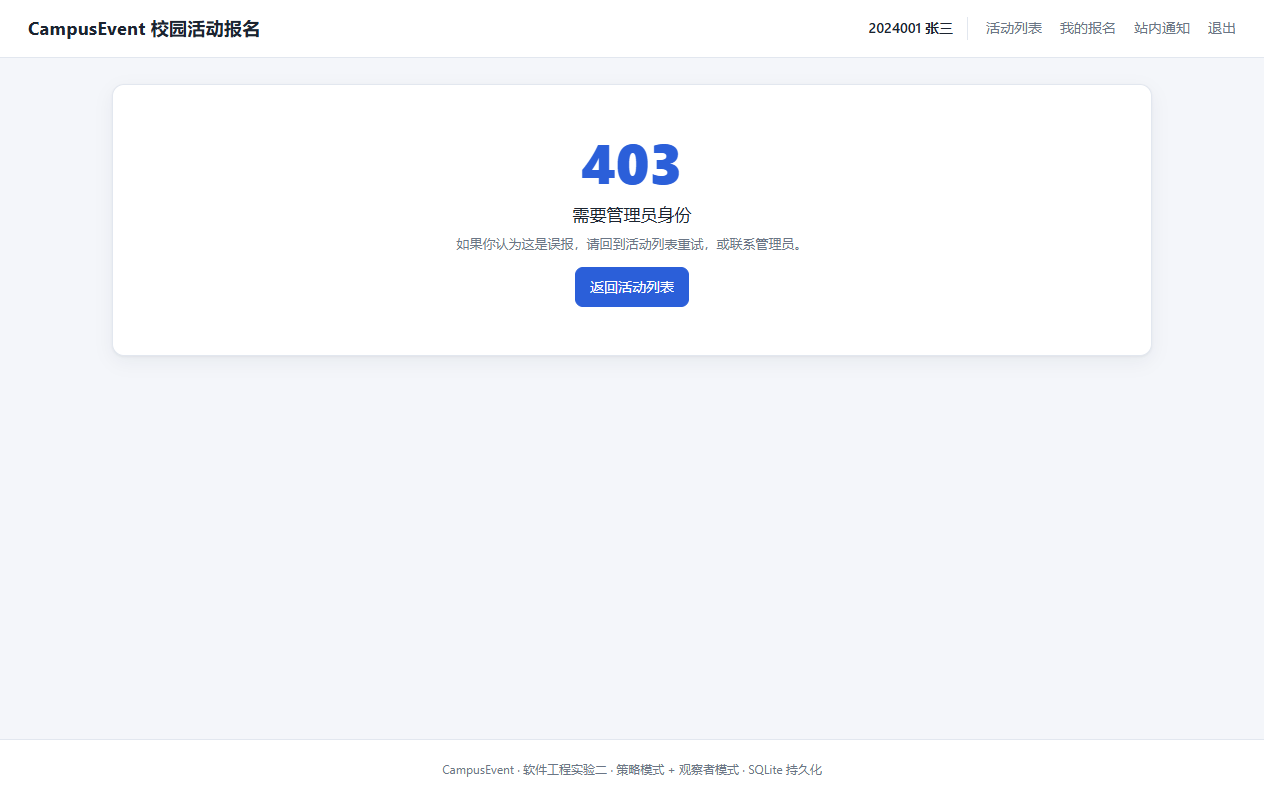 CampusEvent 校园活动报名
2024001 张三 活动列表 我的报名 站内通知 退出
403
需要管理员身份
如果你认为这是误报，请回到活动列表重试，或联系管理员。
返回活动列表
CampusEvent · 软件工程实验二 · 策略模式 + 观察者模式 · SQLite 持久化